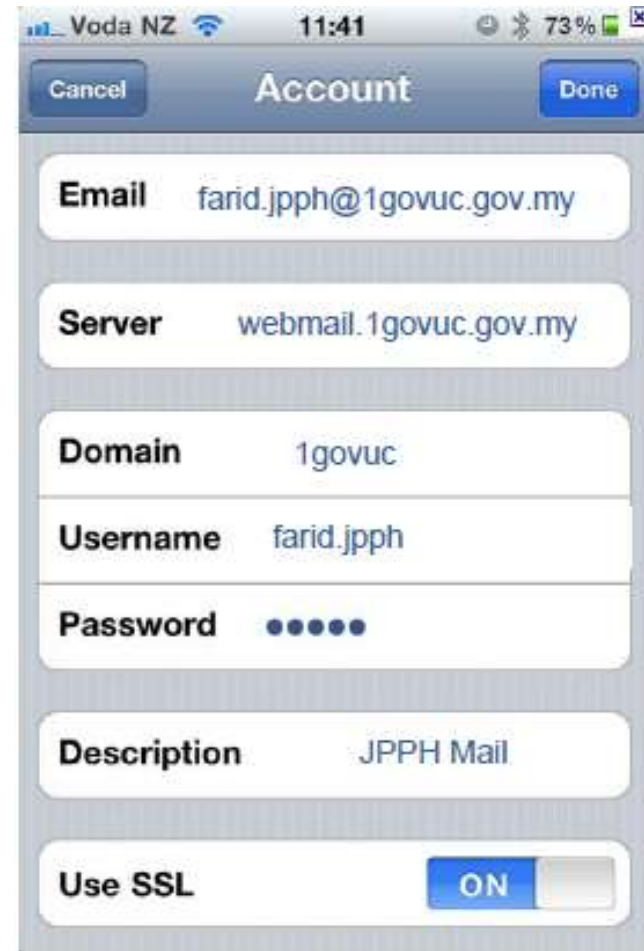 Voda NZ 11:41 73%
Cancel Account Done
Email farid.jpph@1govuc.gov.my
Server webmail.1govuc.gov.my
Domain 1govuc
Username farid.jpph
Password ●●●●●
Description JPPH Mail
Use SSL ON